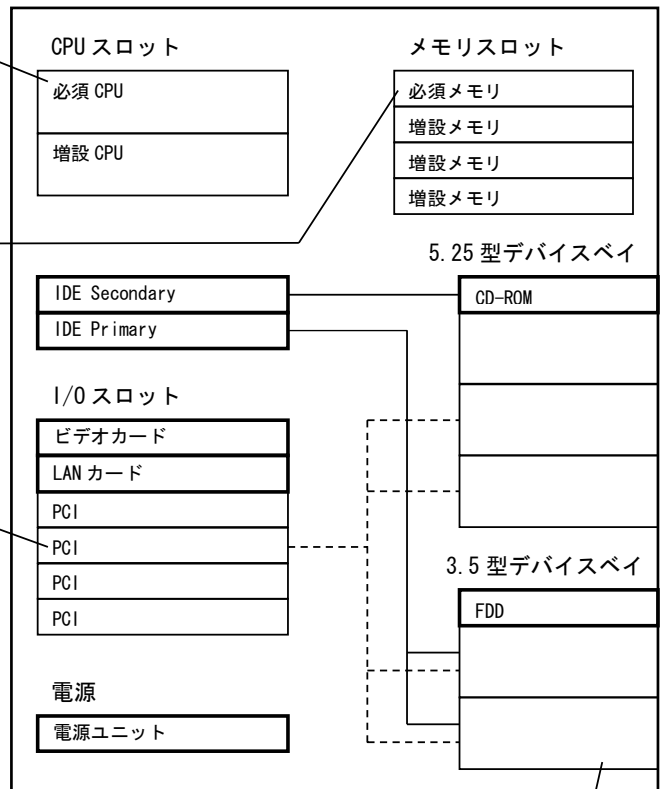 CPU スロット
必須 CPU
増設 CPU
メモリスロット
必須メモリ
増設メモリ
増設メモリ
増設メモリ
5.25 型デバイスベイ
IDE Secondary
IDE Primary
CD-ROM
I/O スロット
ビデオカード
LAN カード
PCI
PCI
PCI
PCI
3.5 型デバイスベイ
FDD
電源
電源ユニット